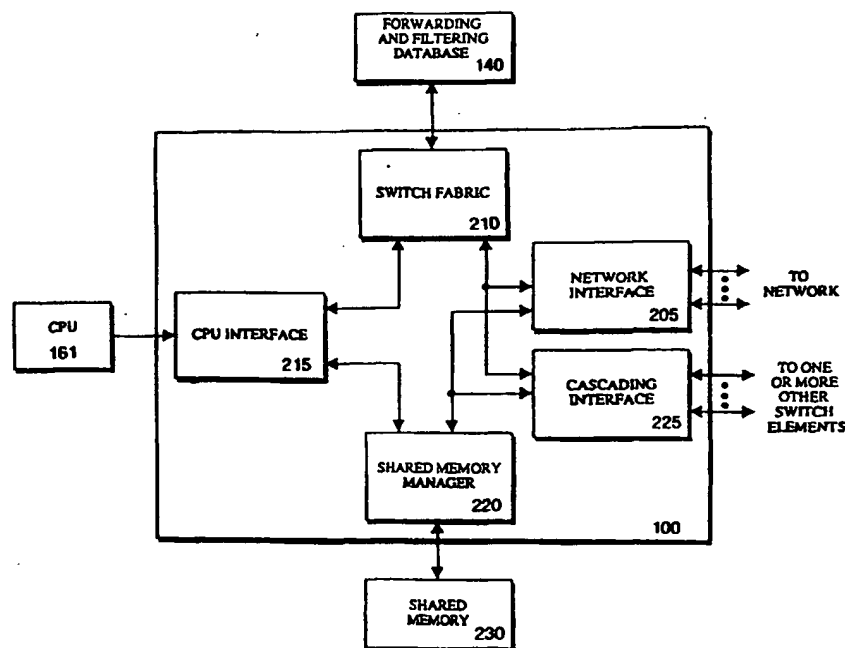 FORWARDING
AND FILTERING
DATABASE
140
SWITCH FABRIC
210
NETWORK
INTERFACE
205
TO
NETWORK
CPU
161
CPU INTERFACE
215
CASCADING
INTERFACE
225
TO ONE
OR MORE
OTHER
SWITCH
ELEMENTS
SHARED MEMORY
MANAGER
220
100
SHARED
MEMORY
230